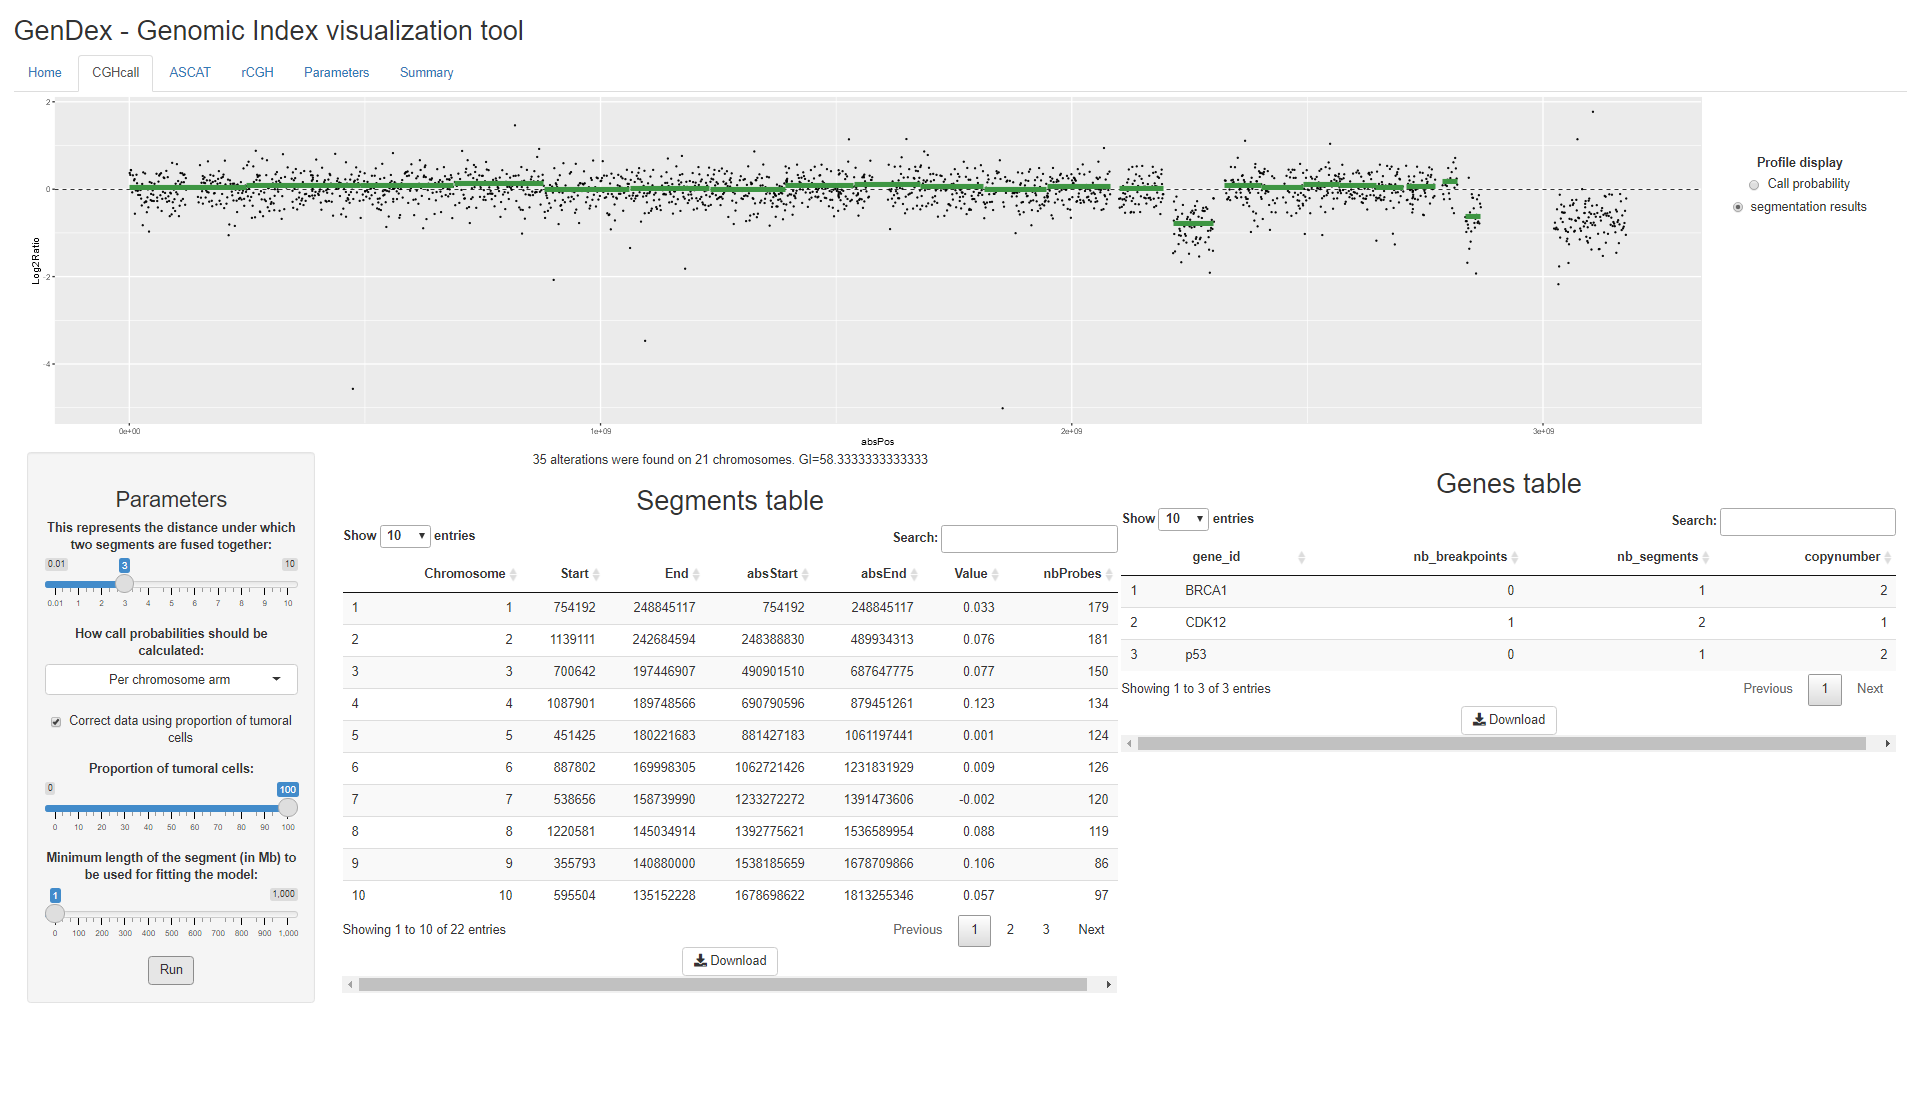 GenDex - Genomic Index visualization tool
Home CGHcall ASCAT rCGH Parameters Summary
2
0
-2
-4
Log2Ratio
0e+00 1e+09 2e+09 3e+09
absPos
Profile display
Call probability
segmentation results
35 alterations were found on 21 chromosomes. GI=58.3333333333333
Parameters
This represents the distance under which
two segments are fused together:
0.01 3 10
0.01 1 2 3 4 5 6 7 8 9 10
How call probabilities should be
calculated:
Per chromosome arm
Correct data using proportion of tumoral
cells
Proportion of tumoral cells:
0 100
0 10 20 30 40 50 60 70 80 90 100
Minimum length of the segment (in Mb) to
be used for fitting the model:
1 1,000
0 100 200 300 400 500 600 700 800 900 1,000
Run
Segments table
Show 10 entries Search:
Chromosome Start End absStart absEnd Value nbProbes
1 1 754192 248845117 754192 248845117 0.033 179
2 2 1139111 242684594 248388830 489934313 0.076 181
3 3 700642 197446907 490901510 687647775 0.077 150
4 4 1087901 189748566 690790596 879451261 0.123 134
5 5 451425 180221683 881427183 1061197441 0.001 124
6 6 887802 169998305 1062721426 1231831929 0.009 126
7 7 538656 158739990 1233272272 1391473606 -0.002 120
8 8 1220581 145034914 1392775621 1536589954 0.088 119
9 9 355793 140880000 1538185659 1678709866 0.106 86
10 10 595504 135152228 1678698622 1813255346 0.057 97
Showing 1 to 10 of 22 entries Previous 1 2 3 Next
Download
Genes table
Show 10 entries Search:
gene_id nb_breakpoints nb_segments copynumber
1 BRCA1 0 1 2
2 CDK12 1 2 1
3 p53 0 1 2
Showing 1 to 3 of 3 entries Previous 1 Next
Download